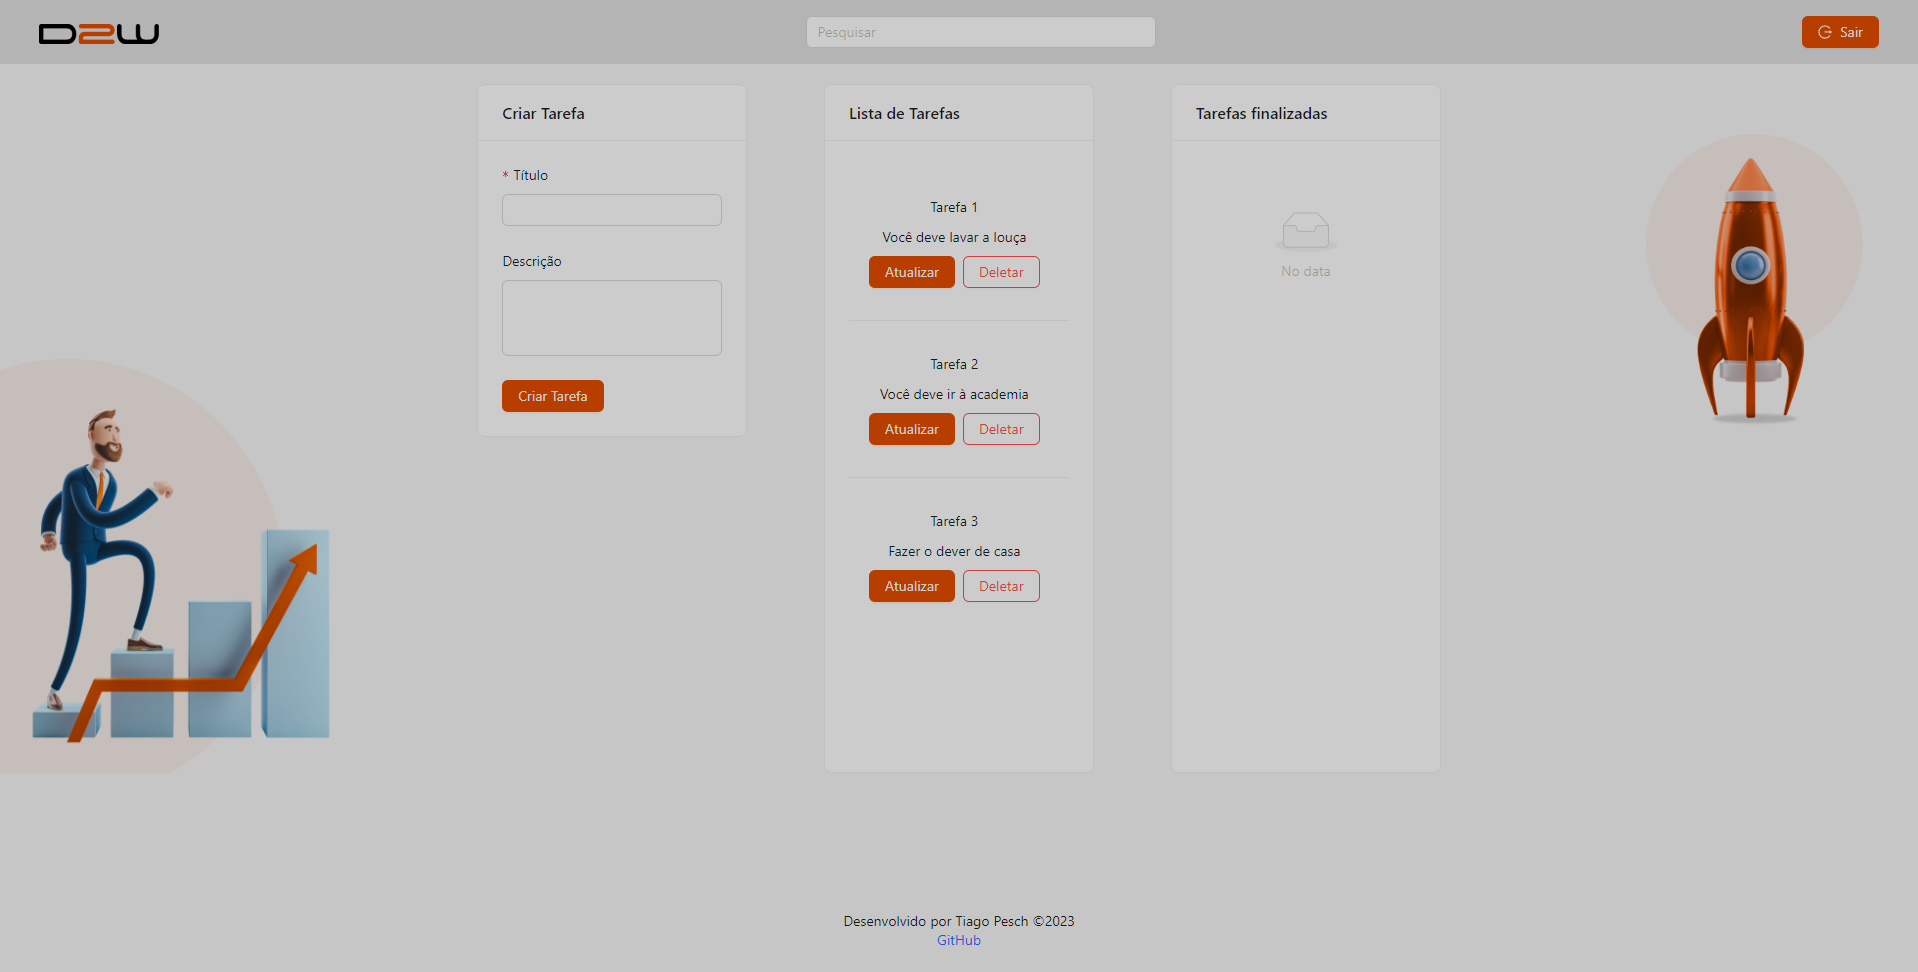 D2W
Pesquisar
Sair
Criar Tarefa
* Título
Descrição
Criar Tarefa
Lista de Tarefas
Tarefa 1
Você deve lavar a louça
Atualizar Deletar
Tarefa 2
Você deve ir à academia
Atualizar Deletar
Tarefa 3
Fazer o dever de casa
Atualizar Deletar
Tarefas finalizadas
No data
Desenvolvido por Tiago Pesch ©2023
GitHub